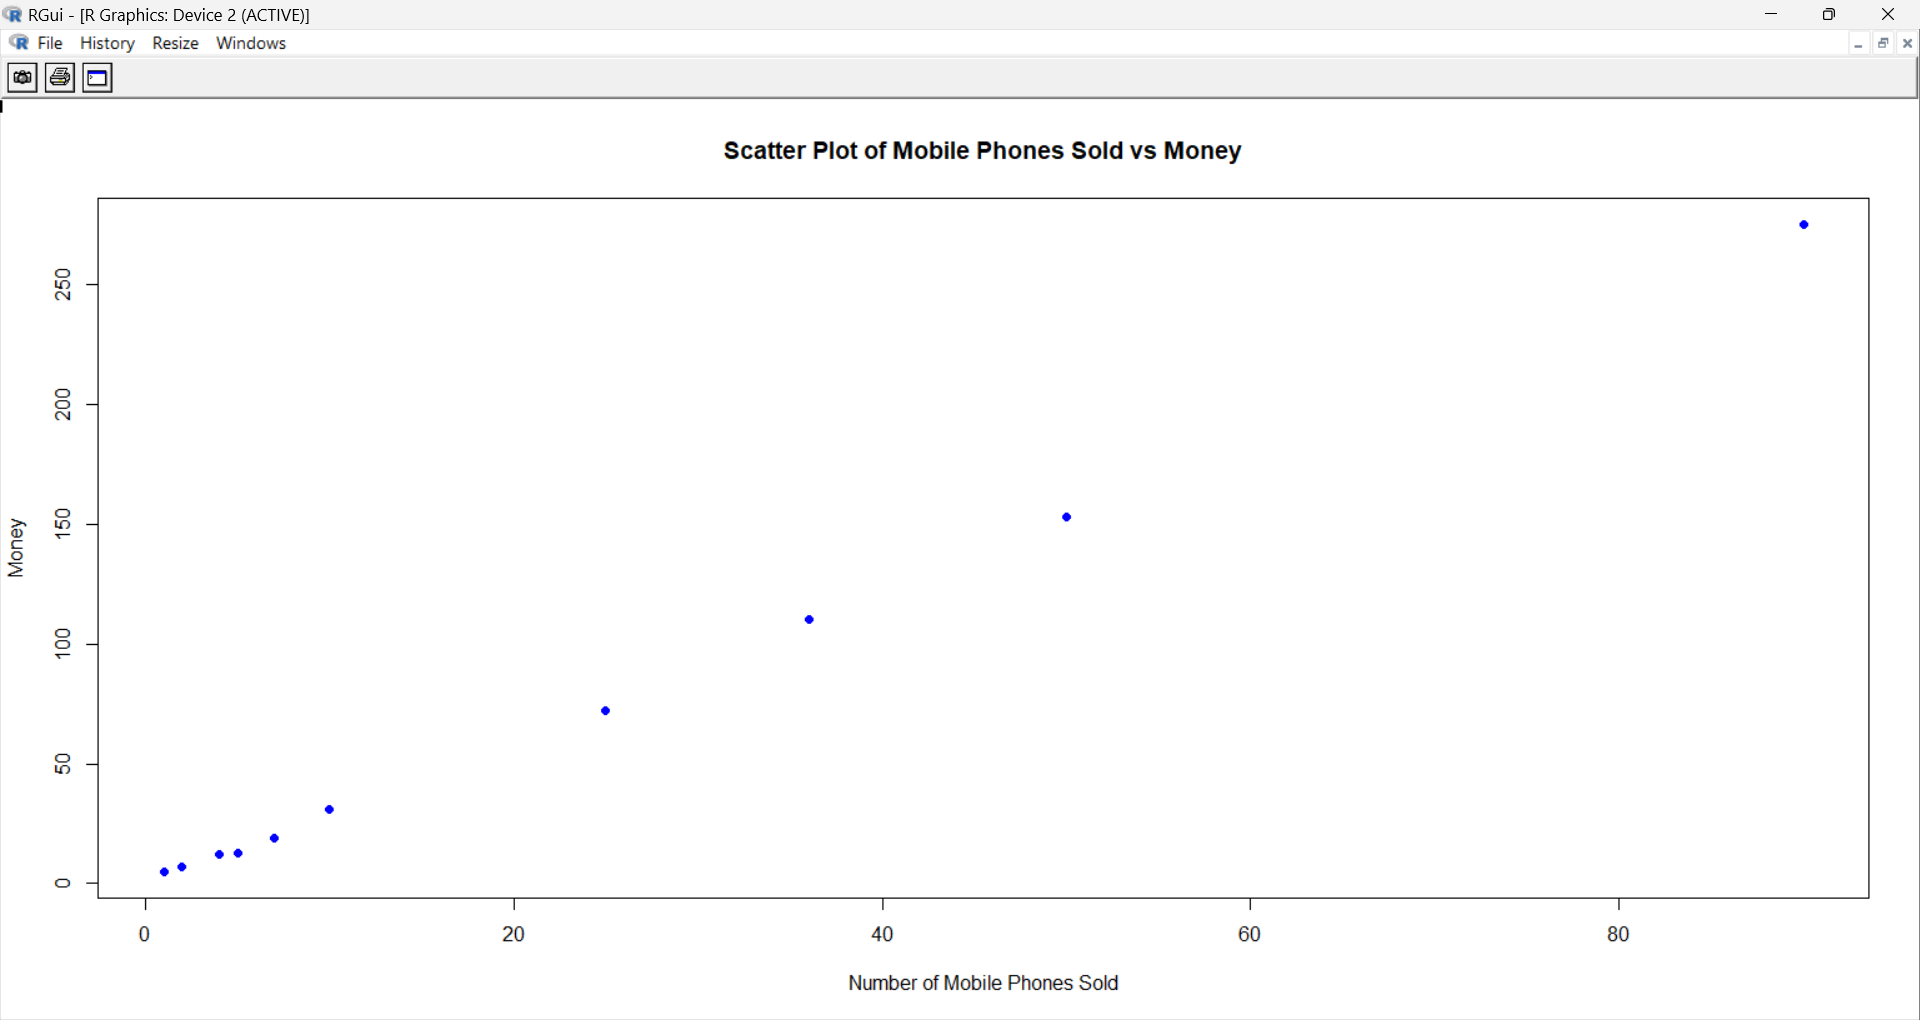 RGui - [R Graphics: Device 2 (ACTIVE)]
File History Resize Windows
Scatter Plot of Mobile Phones Sold vs Money
250
200
150
100
50
0
Money
0 20 40 60 80
Number of Mobile Phones Sold